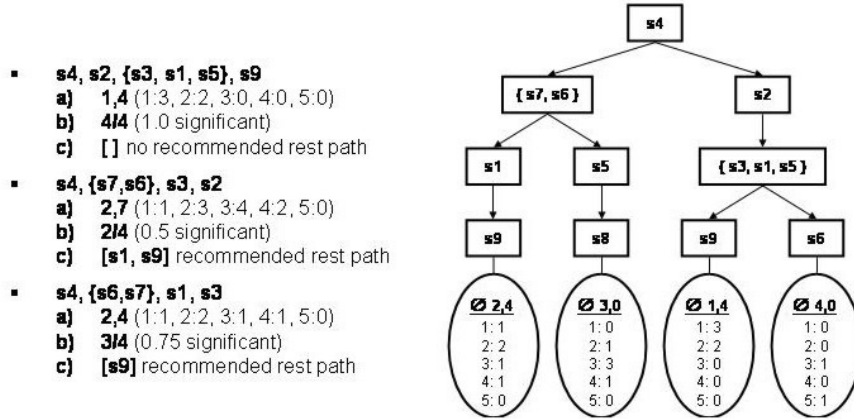 s4, s2, {s3, s1, s5}, s9
a) 1,4 (1:3, 2:2, 3:0, 4:0, 5:0)
b) 4/4 (1.0 significant)
c) [ ] no recommended rest path
s4, {s7,s6}, s3, s2
a) 2,7 (1:1, 2:3, 3:4, 4:2, 5:0)
b) 2/4 (0.5 significant)
c) [s1, s9] recommended rest path
s4, {s6,s7}, s1, s3
a) 2,4 (1:1, 2:2, 3:1, 4:1, 5:0)
b) 3/4 (0.75 significant)
c) [s9] recommended rest path
s4
{ s7, s6 }
s2
s1
s5
{ s3, s1, s5 }
s9
s8
s9
s6
Ø 2,4
1: 1
2: 2
3: 1
4: 1
5: 0
Ø 3,0
1: 0
2: 1
3: 3
4: 1
5: 0
Ø 1,4
1: 3
2: 2
3: 0
4: 0
5: 0
Ø 4,0
1: 0
2: 0
3: 1
4: 0
5: 1